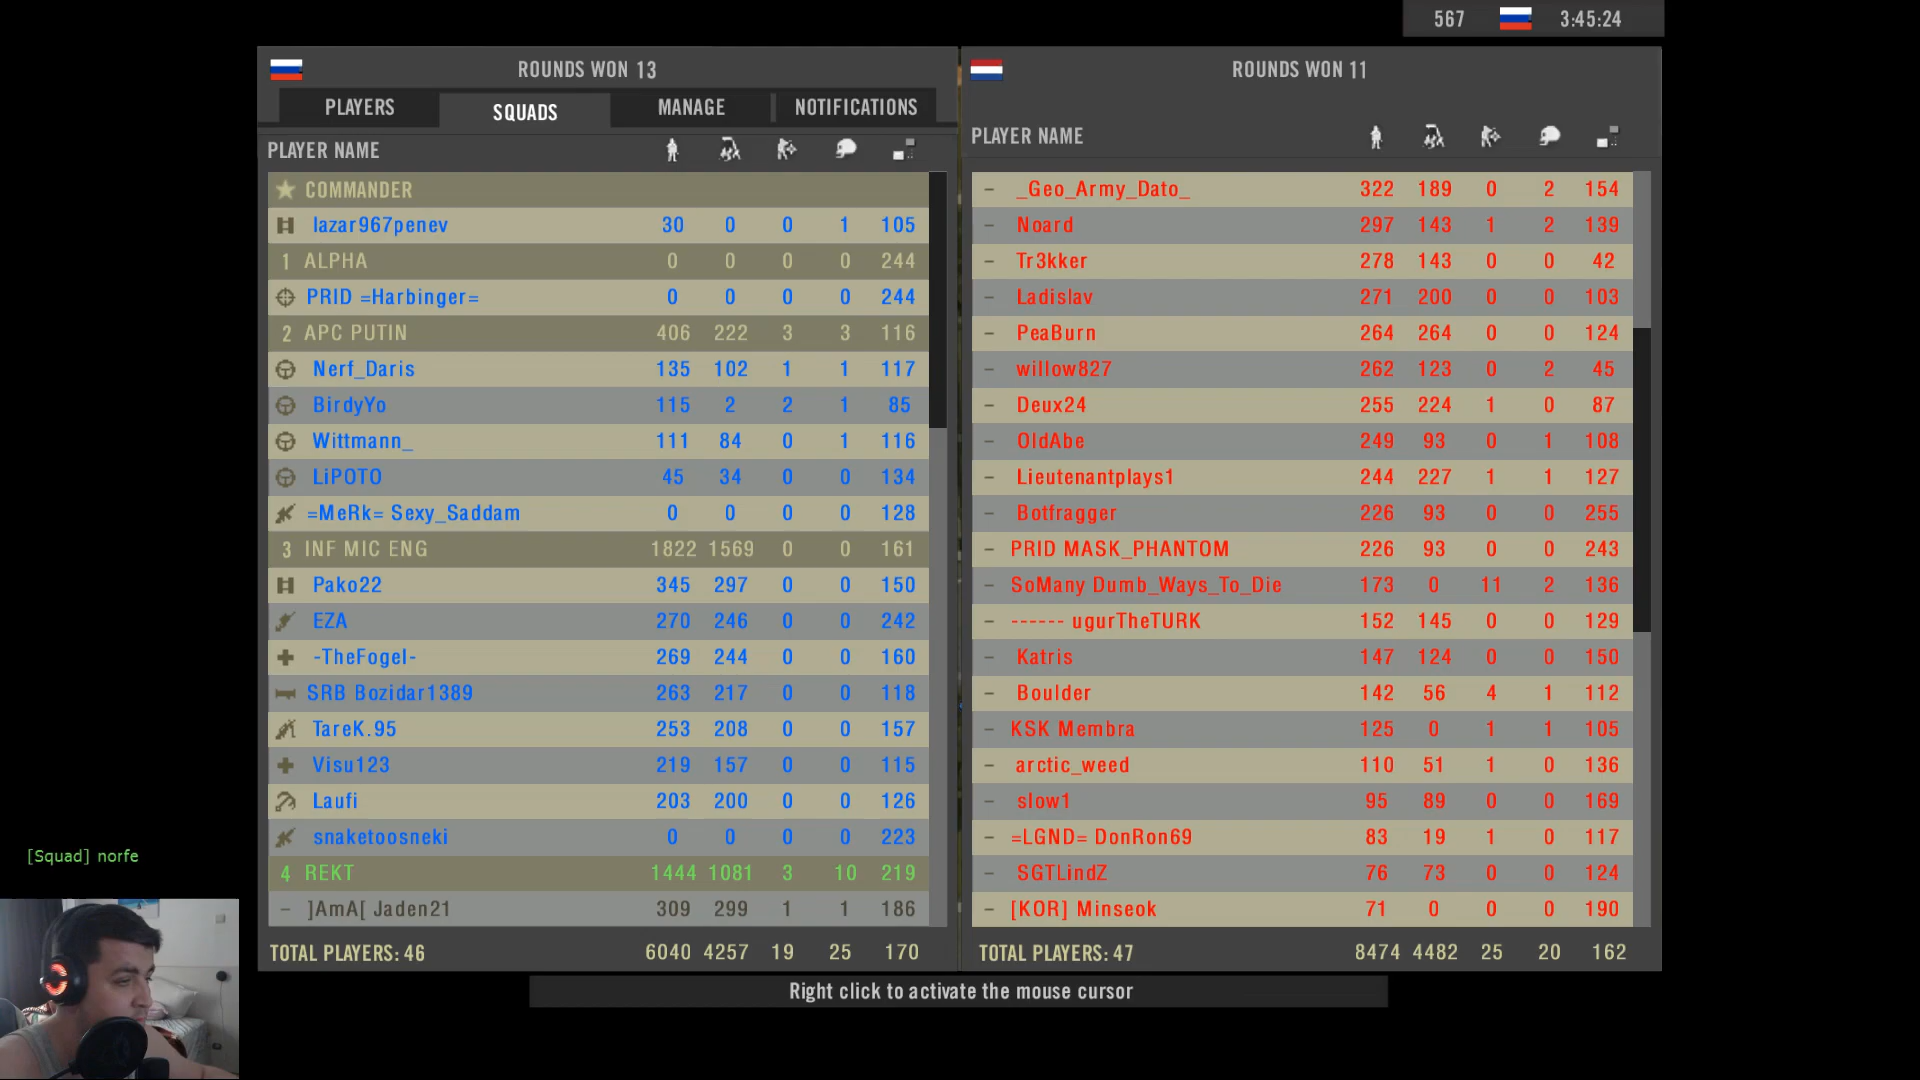 567 3:45:24
ROUNDS WON 13
PLAYERS SQUADS MANAGE NOTIFICATIONS
PLAYER NAME
COMMANDER
lazar967penev 30 0 0 1 105
1 ALPHA 0 0 0 0 244
PRID =Harbinger= 0 0 0 0 244
2 APC PUTIN 406 222 3 3 116
Nerf_Daris 135 102 1 1 117
BirdyYo 115 2 2 1 85
Wittmann_ 111 84 0 1 116
LiPOTO 45 34 0 0 134
=MeRk= Sexy_Saddam 0 0 0 0 128
3 INF MIC ENG 1822 1569 0 0 161
Pako22 345 297 0 0 150
EZA 270 246 0 0 242
-TheFogel- 269 244 0 0 160
SRB Bozidar1389 263 217 0 0 118
TareK.95 253 208 0 0 157
Visu123 219 157 0 0 115
Laufi 203 200 0 0 126
snaketoosneki 0 0 0 0 223
4 REKT 1444 1081 3 10 219
- ]AmA[ Jaden21 309 299 1 1 186
TOTAL PLAYERS: 46 6040 4257 19 25 170
ROUNDS WON 11
PLAYER NAME
- _Geo_Army_Dato_ 322 189 0 2 154
- Noard 297 143 1 2 139
- Tr3kker 278 143 0 0 42
- Ladislav 271 200 0 0 103
- PeaBurn 264 264 0 0 124
- willow827 262 123 0 2 45
- Deux24 255 224 1 0 87
- OldAbe 249 93 0 1 108
- Lieutenantplays1 244 227 1 1 127
- Botfragger 226 93 0 0 255
- PRID MASK_PHANTOM 226 93 0 0 243
- SoMany Dumb_Ways_To_Die 173 0 11 2 136
- ------ ugurTheTURK 152 145 0 0 129
- Katris 147 124 0 0 150
- Boulder 142 56 4 1 112
- KSK Membra 125 0 1 1 105
- arctic_weed 110 51 1 0 136
- slow1 95 89 0 0 169
- =LGND= DonRon69 83 19 1 0 117
- SGTLindZ 76 73 0 0 124
- [KOR] Minseok 71 0 0 0 190
TOTAL PLAYERS: 47 8474 4482 25 20 162
[Squad] norfe
Right click to activate the mouse cursor